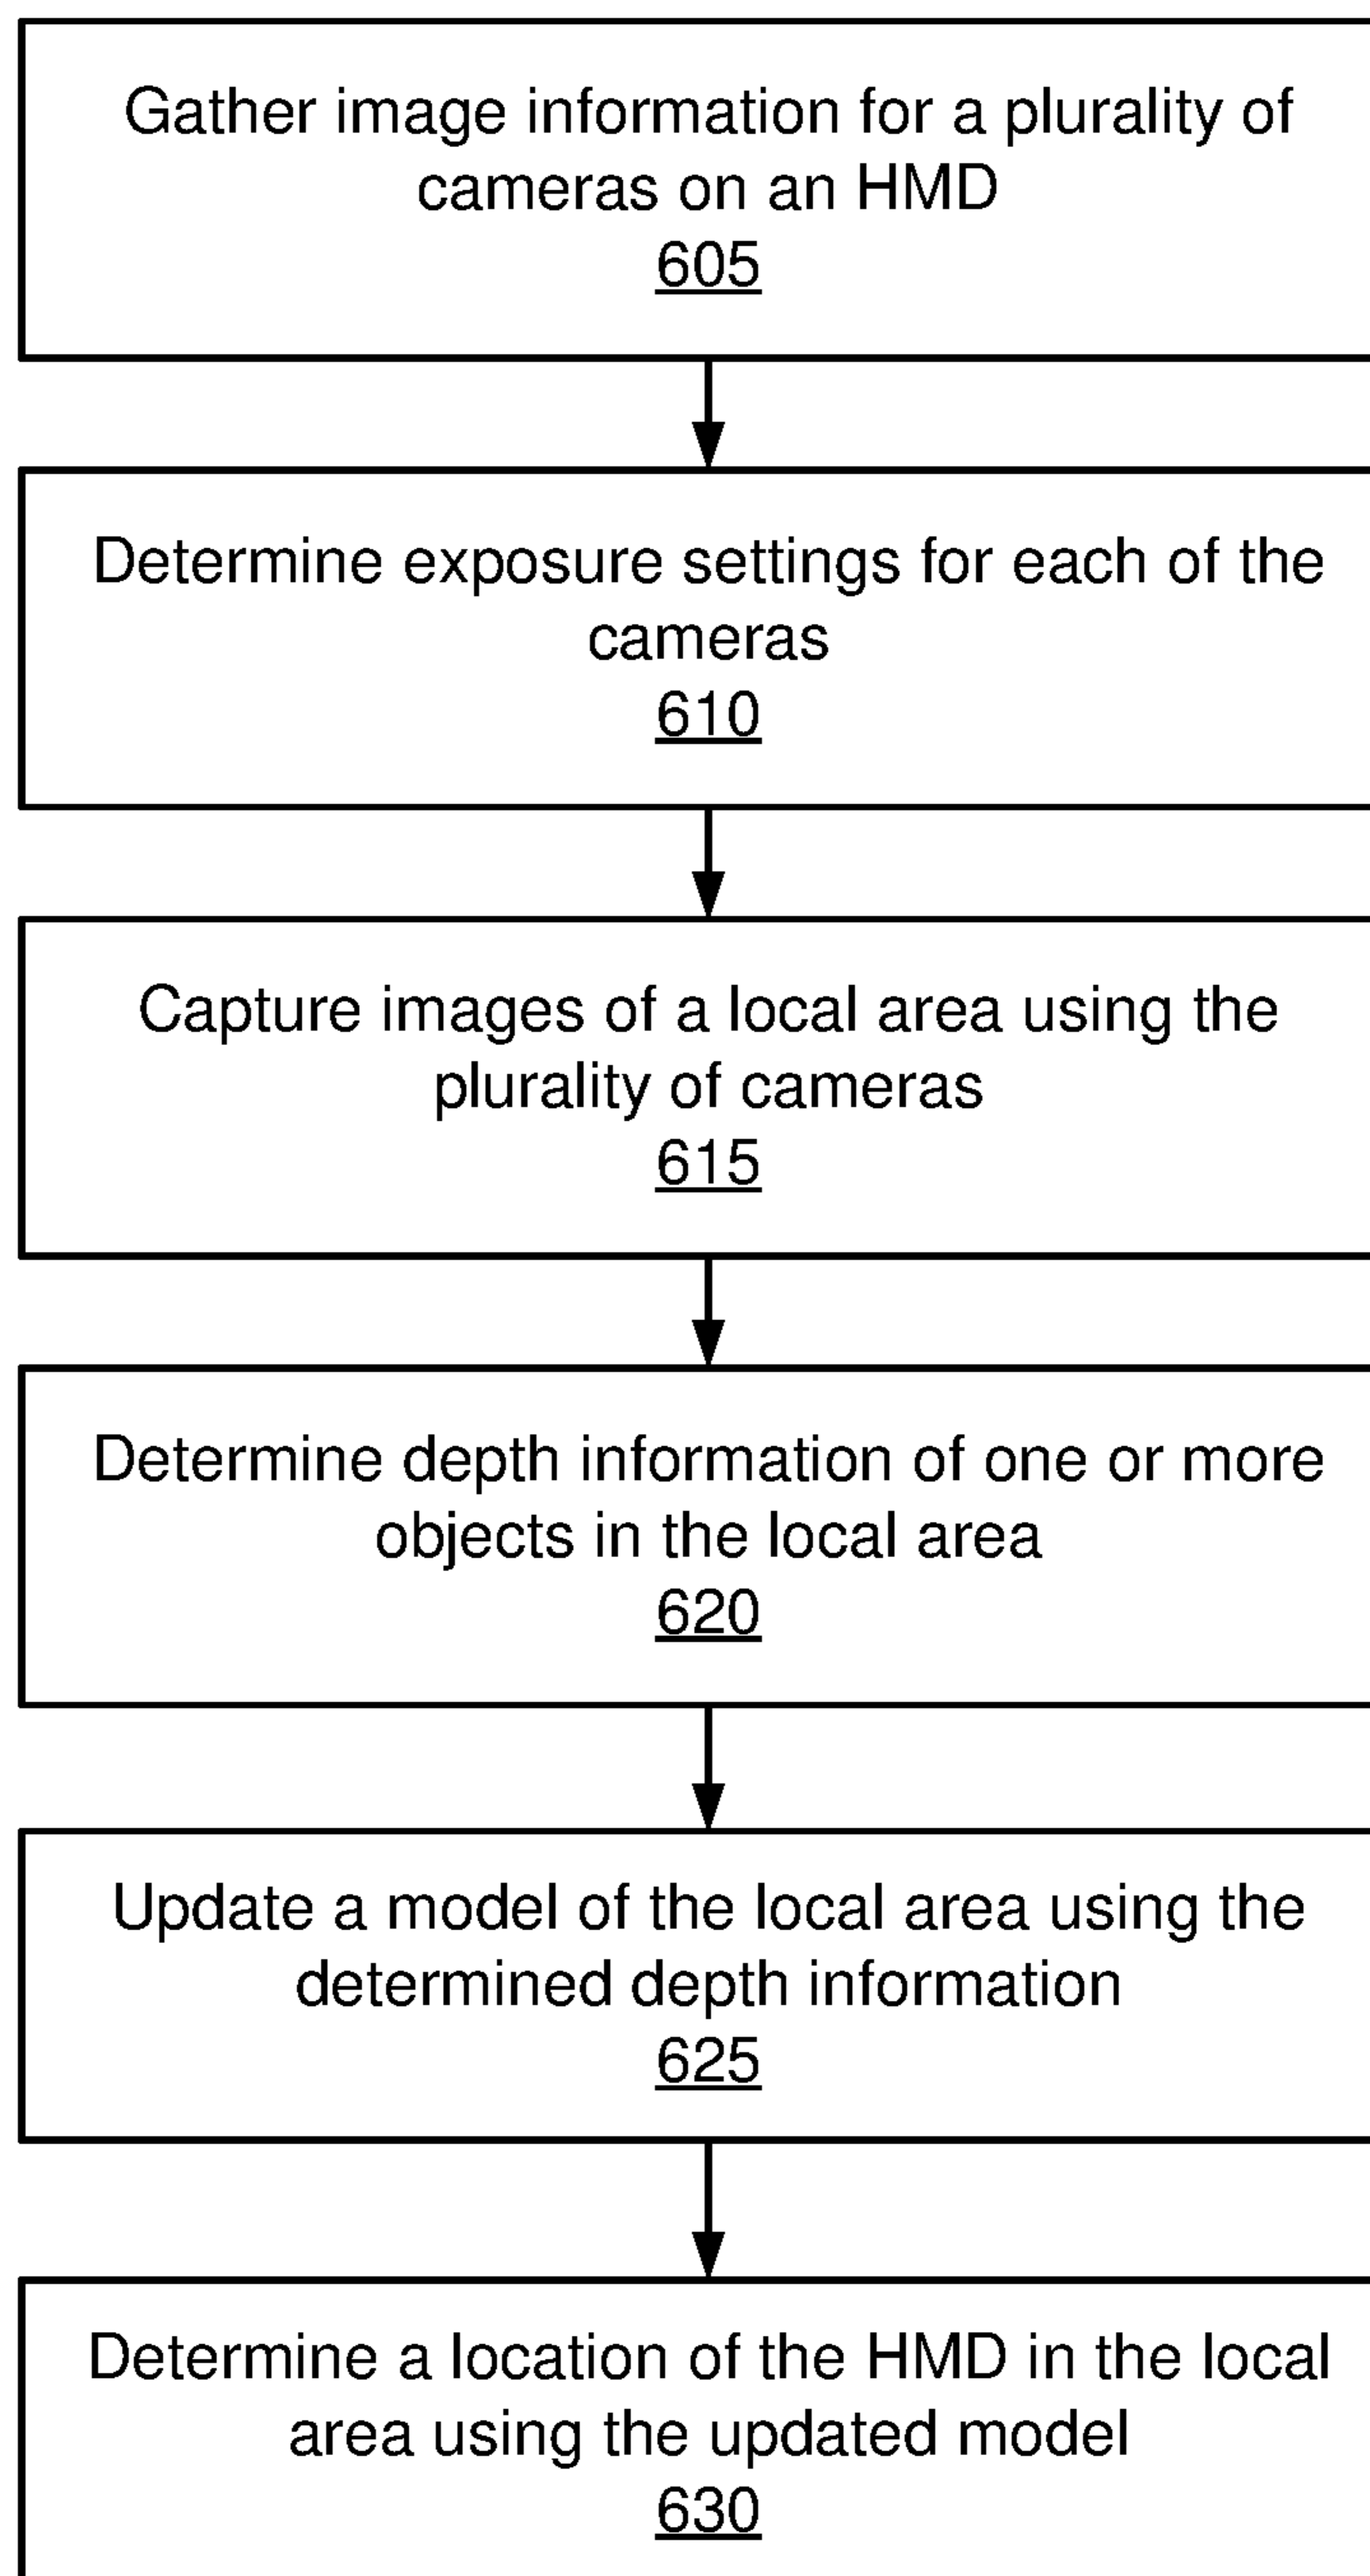 Gather image information for a plurality of
cameras on an HMD
605
Determine exposure settings for each of the
cameras
610
Capture images of a local area using the
plurality of cameras
615
Determine depth information of one or more
objects in the local area
620
Update a model of the local area using the
determined depth information
625
Determine a location of the HMD in the local
area using the updated model
630